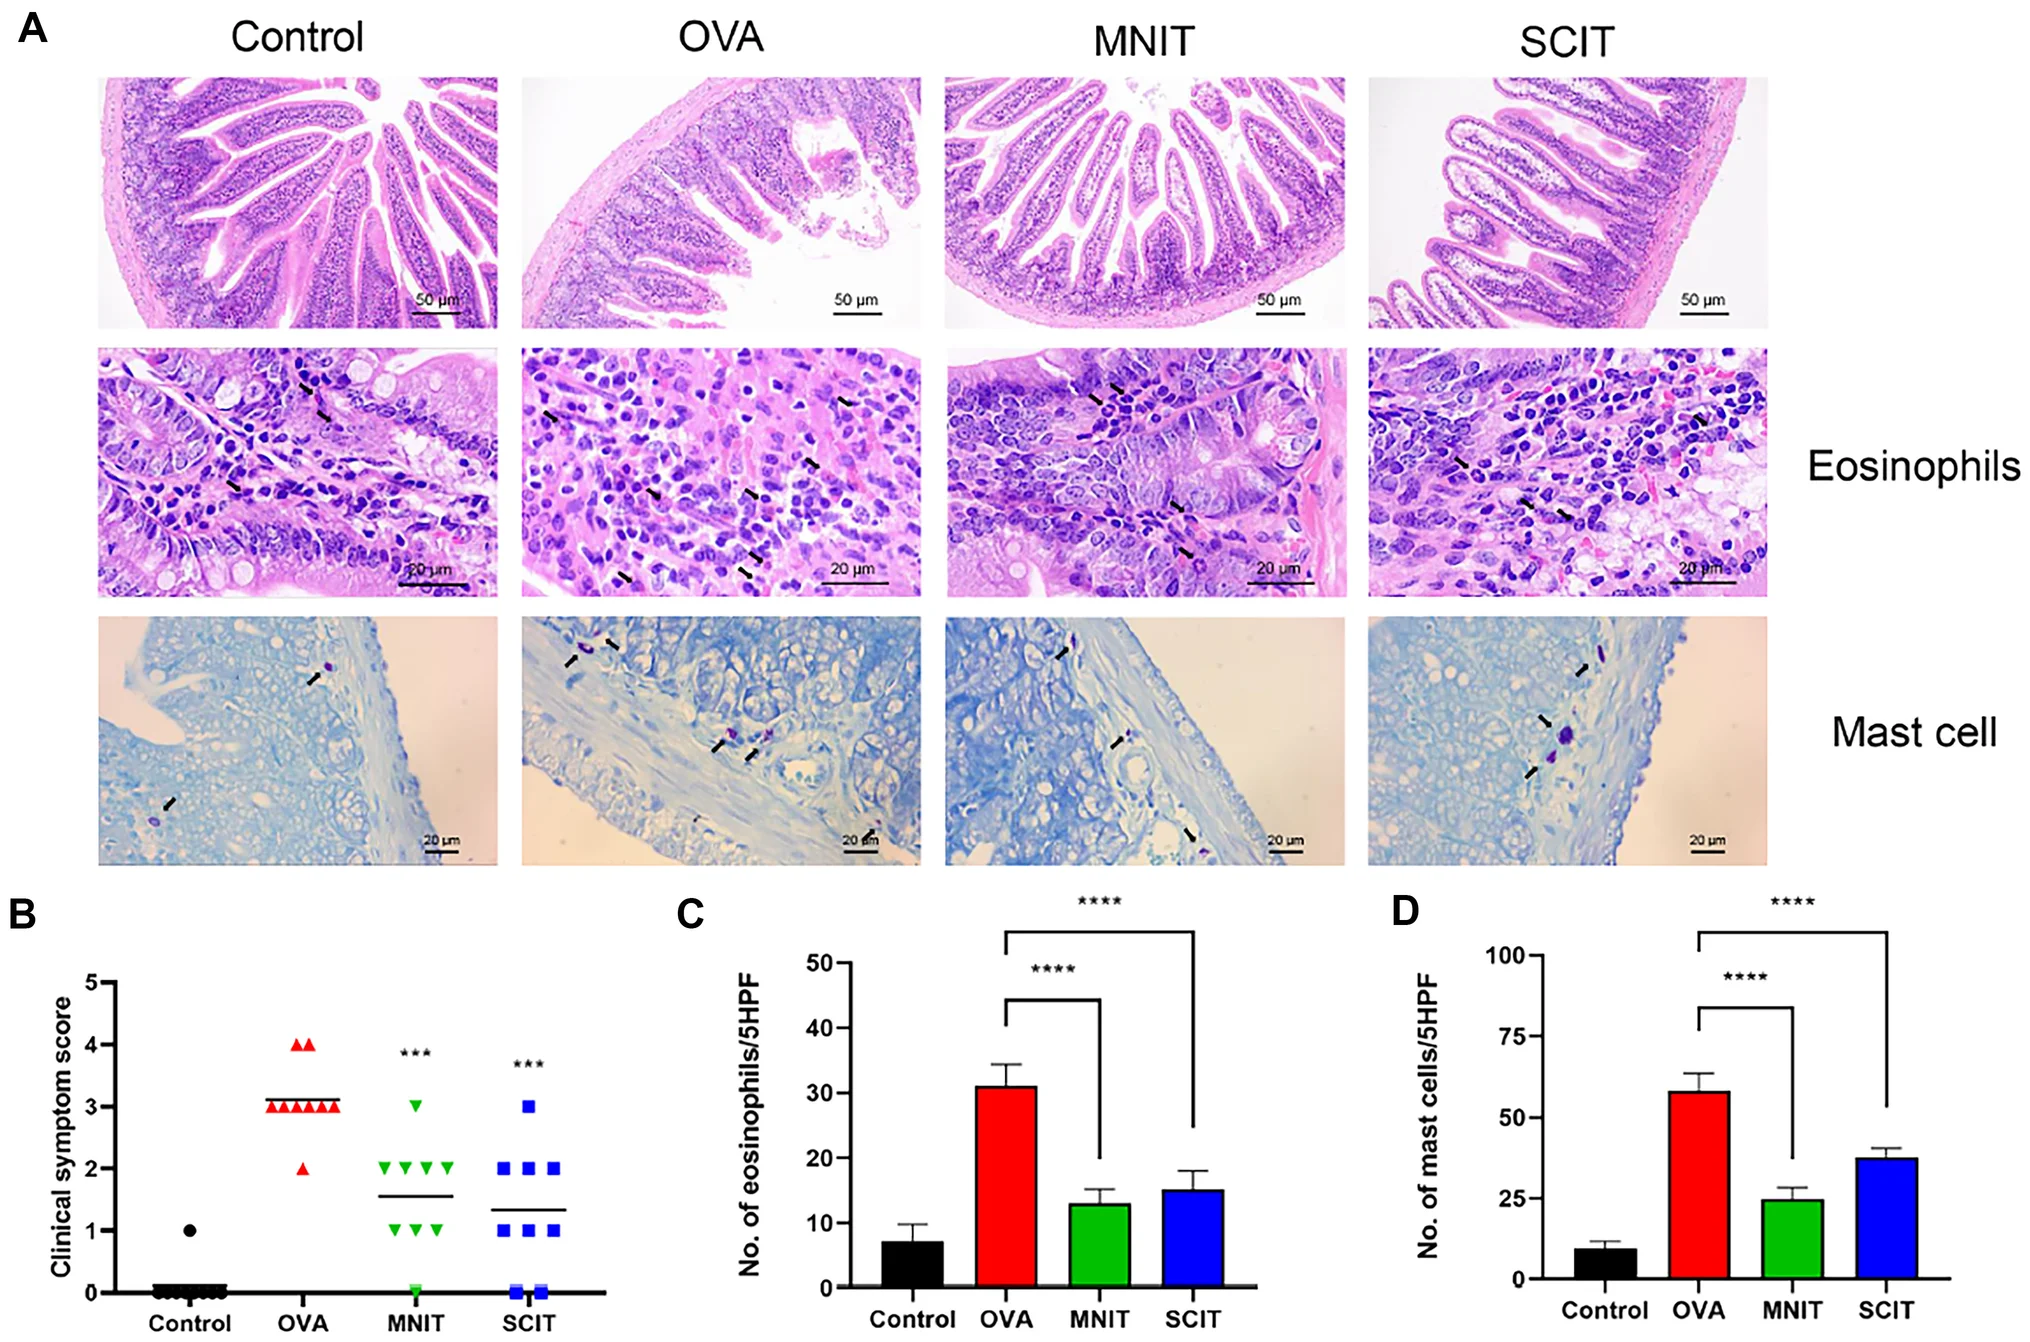 A
Control OVA MNIT SCIT
50 µm 50 µm 50 µm 50 µm
Eosinophils
20 µm 20 µm 20 µm 20 µm
Mast cell
20 µm 20 µm 20 µm 20 µm
B
Clinical symptom score
5
4
3
2
1
0
*** ***
Control OVA MNIT SCIT
C
No. of eosinophils/5HPF
50
40
30
20
10
0
****
****
Control OVA MNIT SCIT
D
No. of mast cells/5HPF
100
75
50
25
0
****
****
Control OVA MNIT SCIT